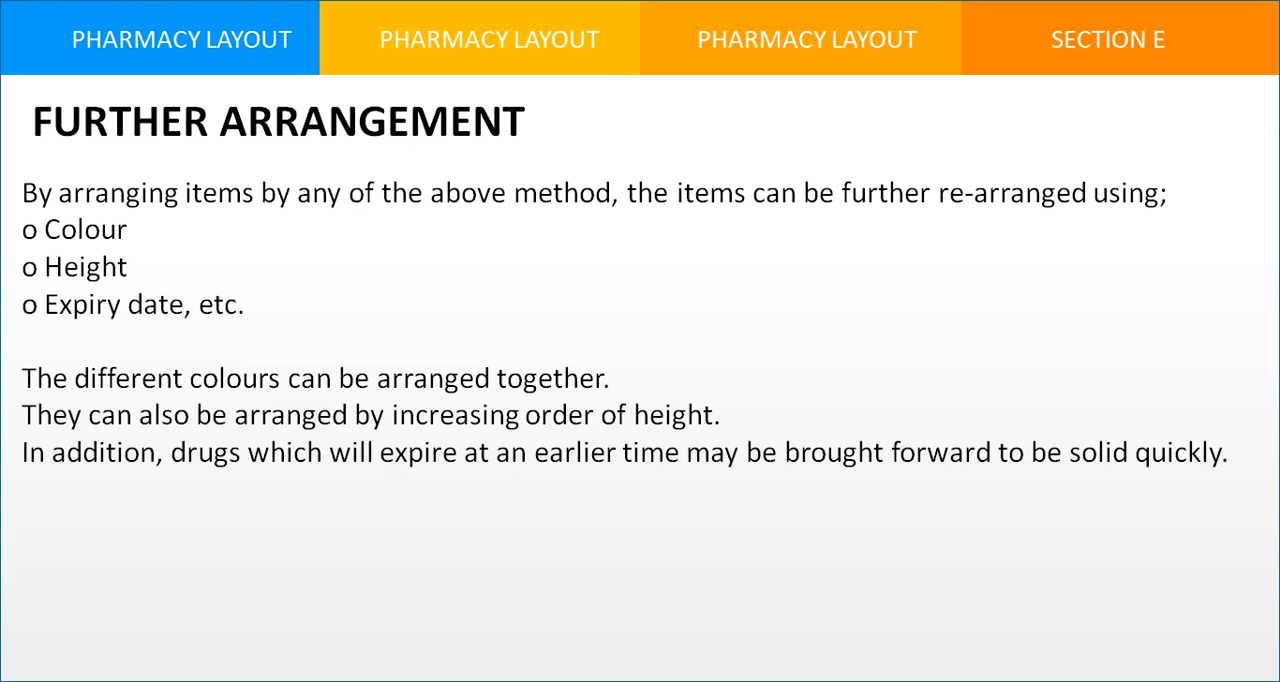 PHARMACY LAYOUT PHARMACY LAYOUT PHARMACY LAYOUT SECTION E
FURTHER ARRANGEMENT
By arranging items by any of the above method, the items can be further re-arranged using;
o Colour
o Height
o Expiry date, etc.
The different colours can be arranged together.
They can also be arranged by increasing order of height.
In addition, drugs which will expire at an earlier time may be brought forward to be solid quickly.